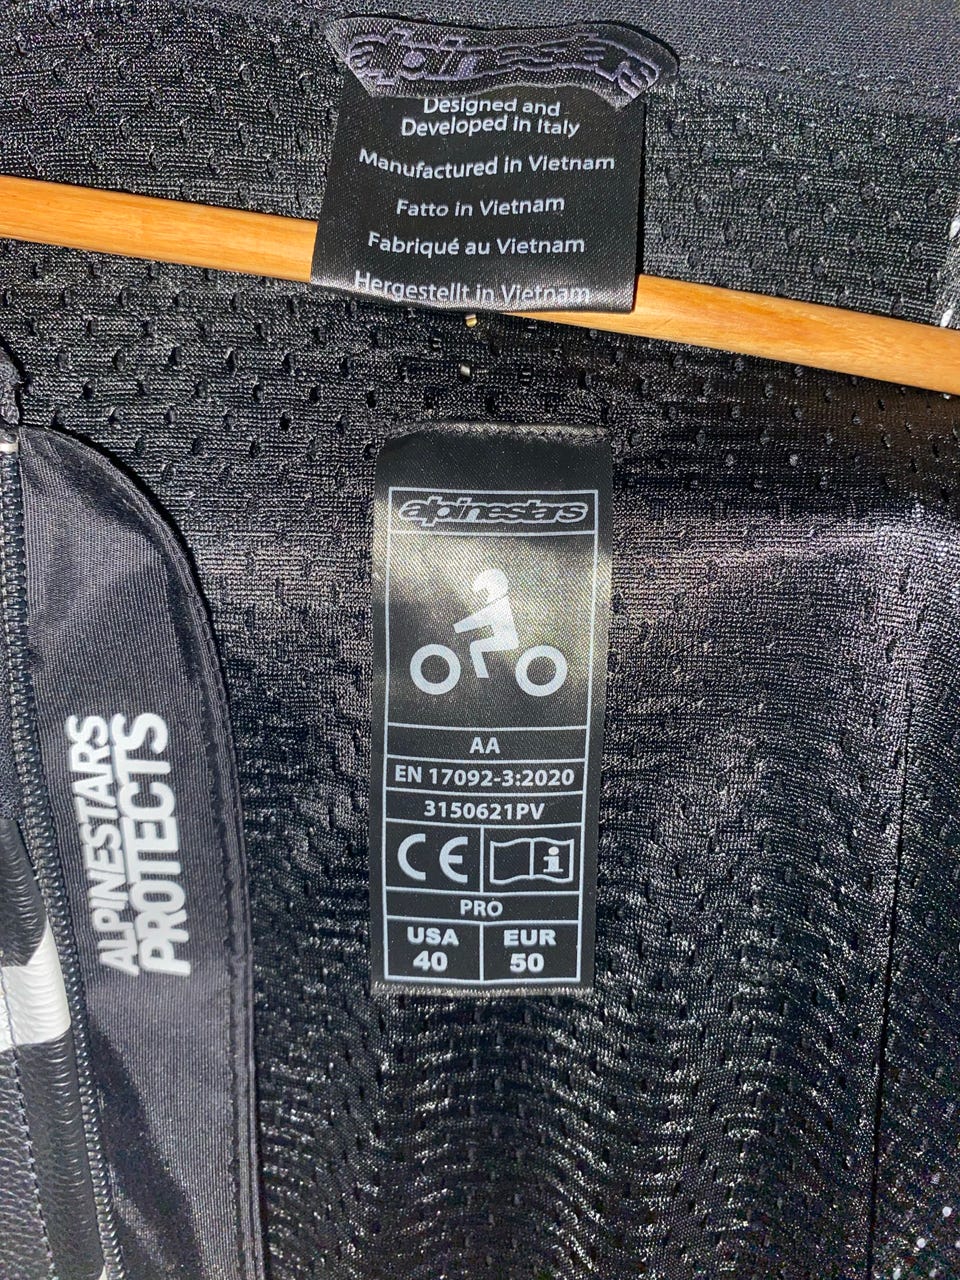 alpinestars
Designed and
Developed in Italy
Manufactured in Vietnam
Fatto in Vietnam
Fabriqué au Vietnam
Hergestellt in Vietnam
alpinestars
AA
EN 17092-3:2020
3150621PV
CE i
PRO
USA EUR
40 50
ALPINESTARS
PROTECTS